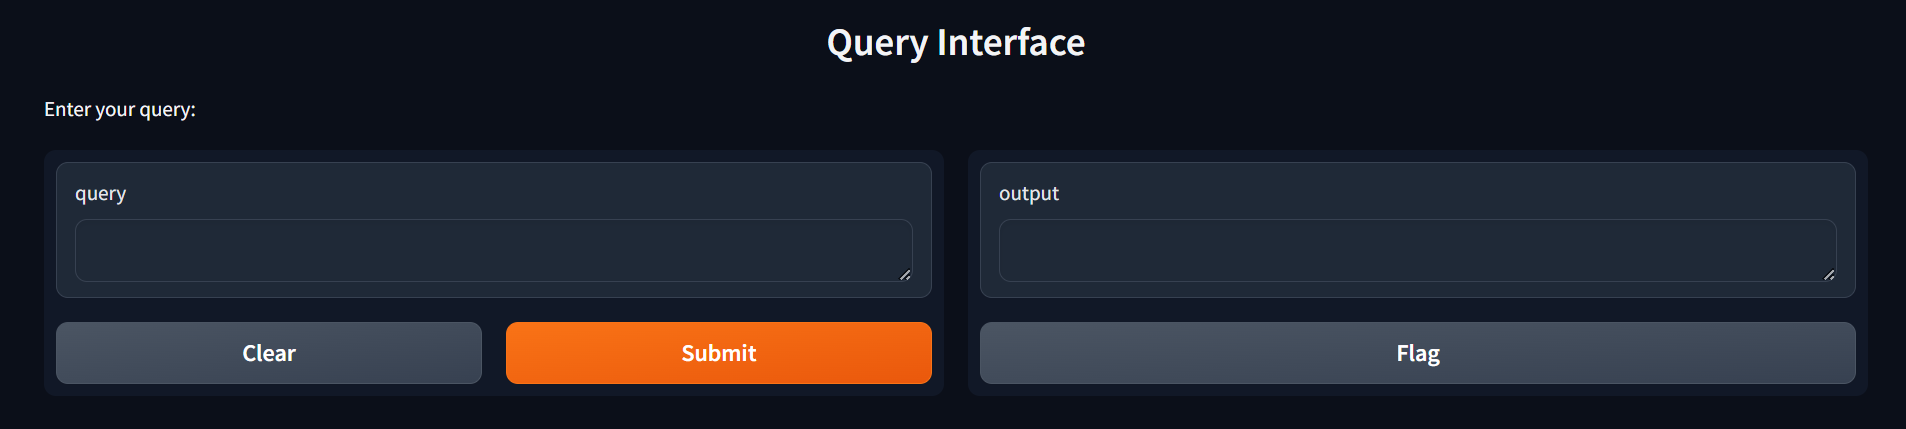 Query Interface
Enter your query:
query
output
Clear
Submit
Flag